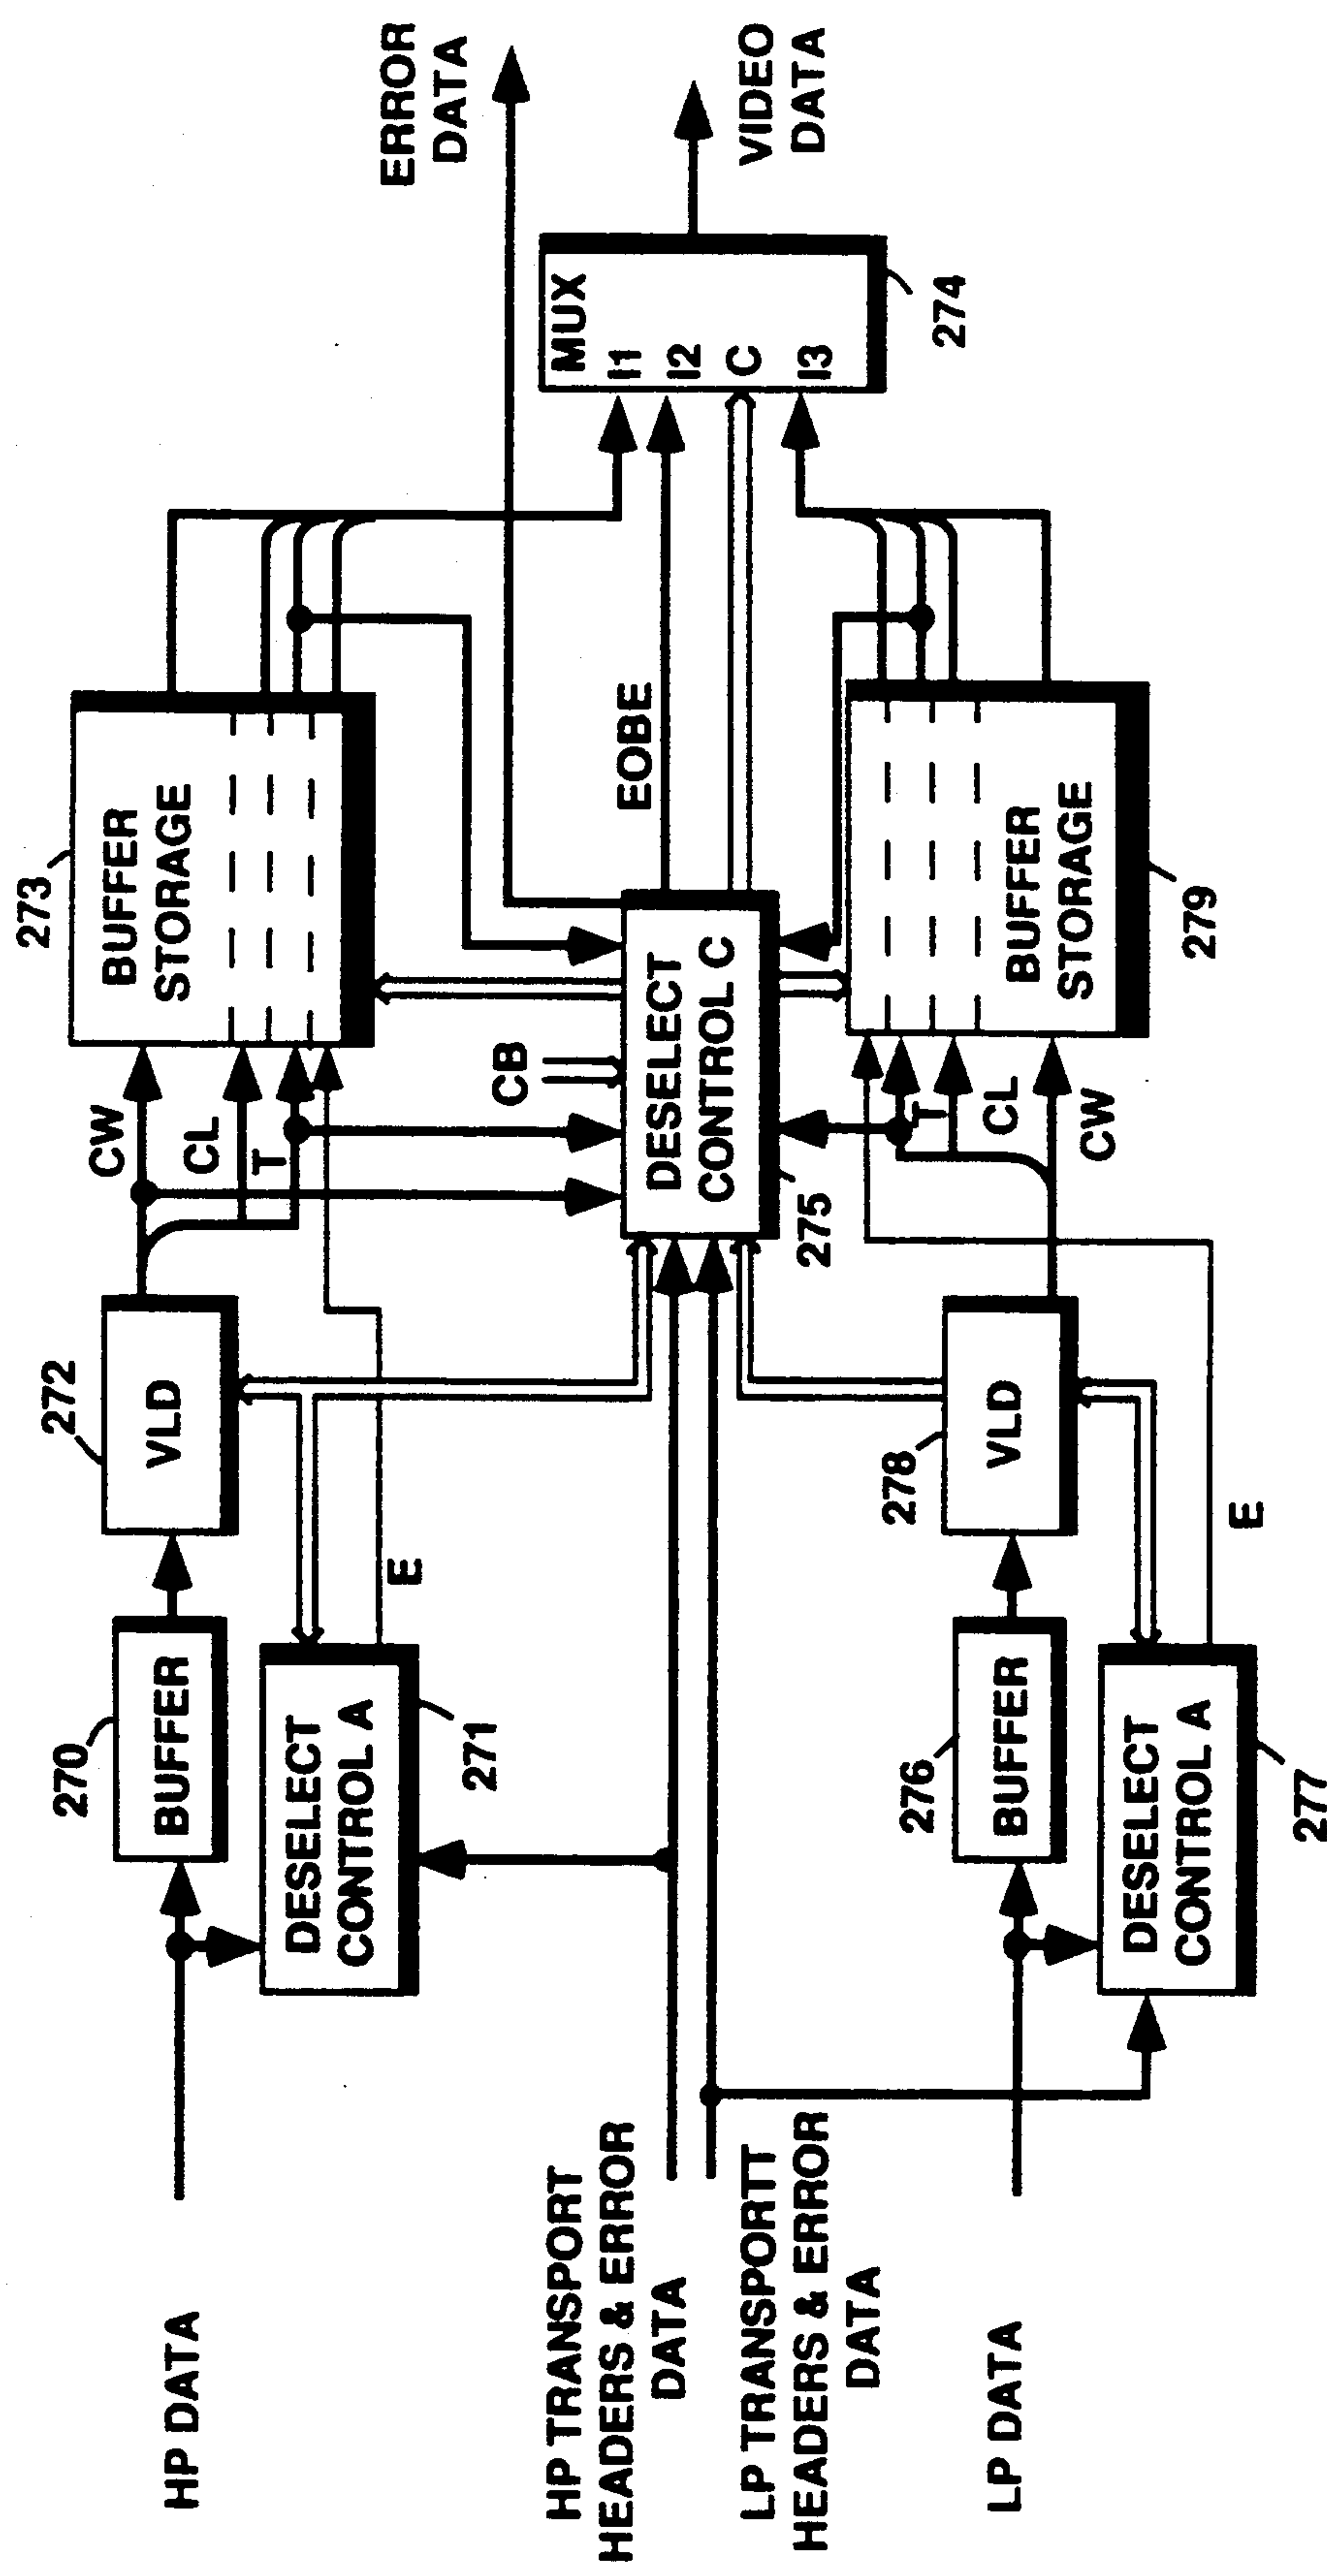 HP DATA
HP TRANSPORT
HEADERS & ERROR
DATA
LP TRANSPORTT
HEADERS & ERROR
DATA
LP DATA
270
BUFFER
DESELECT
CONTROL A
271
272
VLD
E
CW
CL
T
273
BUFFER
STORAGE
CB
DESELECT
CONTROL C
275
EOBE
ERROR
DATA
MUX
I1
I2
C
I3
274
VIDEO
DATA
276
BUFFER
DESELECT
CONTROL A
277
278
VLD
E
T
CL
CW
BUFFER
STORAGE
279